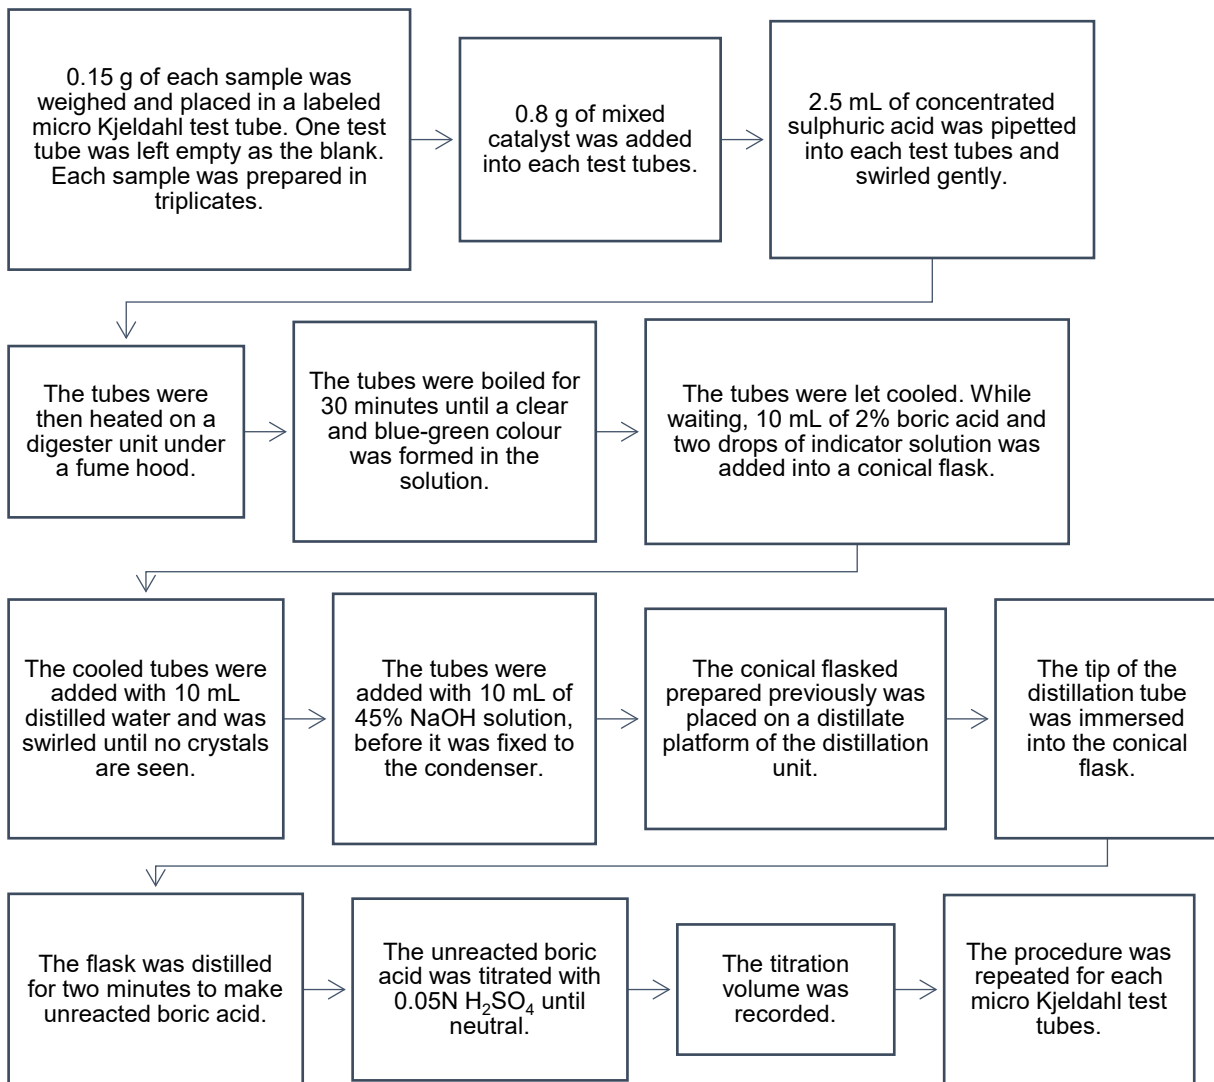 0.15 g of each sample was
weighed and placed in a labeled
micro Kjeldahl test tube. One test
tube was left empty as the blank.
Each sample was prepared in
triplicates.
0.8 g of mixed
catalyst was added
into each test tubes.
2.5 mL of concentrated
sulphuric acid was pipetted
into each test tubes and
swirled gently.
The tubes were
then heated on a
digester unit under
a fume hood.
The tubes were boiled for
30 minutes until a clear
and blue-green colour
was formed in the
solution.
The tubes were let cooled. While
waiting, 10 mL of 2% boric acid and
two drops of indicator solution was
added into a conical flask.
The cooled tubes were
added with 10 mL
distilled water and was
swirled until no crystals
are seen.
The tubes were
added with 10 mL of
45% NaOH solution,
before it was fixed to
the condenser.
The conical flasked
prepared previously was
placed on a distillate
platform of the distillation
unit.
The tip of the
distillation tube
was immersed
into the conical
flask.
The flask was distilled
for two minutes to make
unreacted boric acid.
The unreacted boric
acid was titrated with
0.05N H₂SO₄ until
neutral.
The titration
volume was
recorded.
The procedure was
repeated for each
micro Kjeldahl test
tubes.